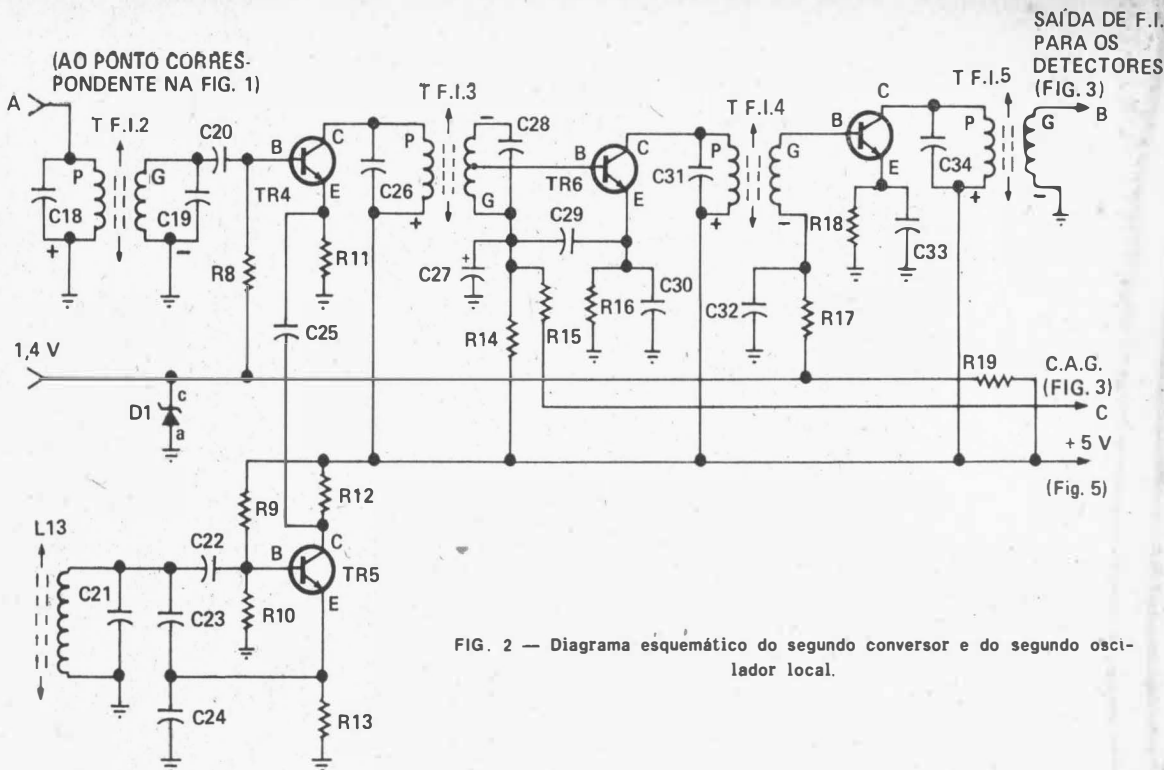 SAÍDA DE F.I.
PARA OS
DETECTORES
(FIG. 3)
(AO PONTO CORRES-
PONDENTE NA FIG. 1)
A
T F.I.2
C20
C18
P
G
C19
+
−
R8
B
C
E
TR4
R11
C25
C26
T F.I.3
P
+
−
G
C28
C27
+
C29
R14
R15
B
C
E
TR6
R16
C30
C31
T F.I.4
P
+
G
−
C32
R17
B
C
E
R18
C33
C34
T F.I.5
P
+
G
−
B
1,4 V
D1
c
a
R19
C.A.G.
(FIG. 3)
C
+ 5 V
(Fig. 5)
L13
C21
C22
C23
C24
R9
R10
R12
B
C
E
TR5
R13
FIG. 2 — Diagrama esquemático do segundo conversor e do segundo osci-
lador local.